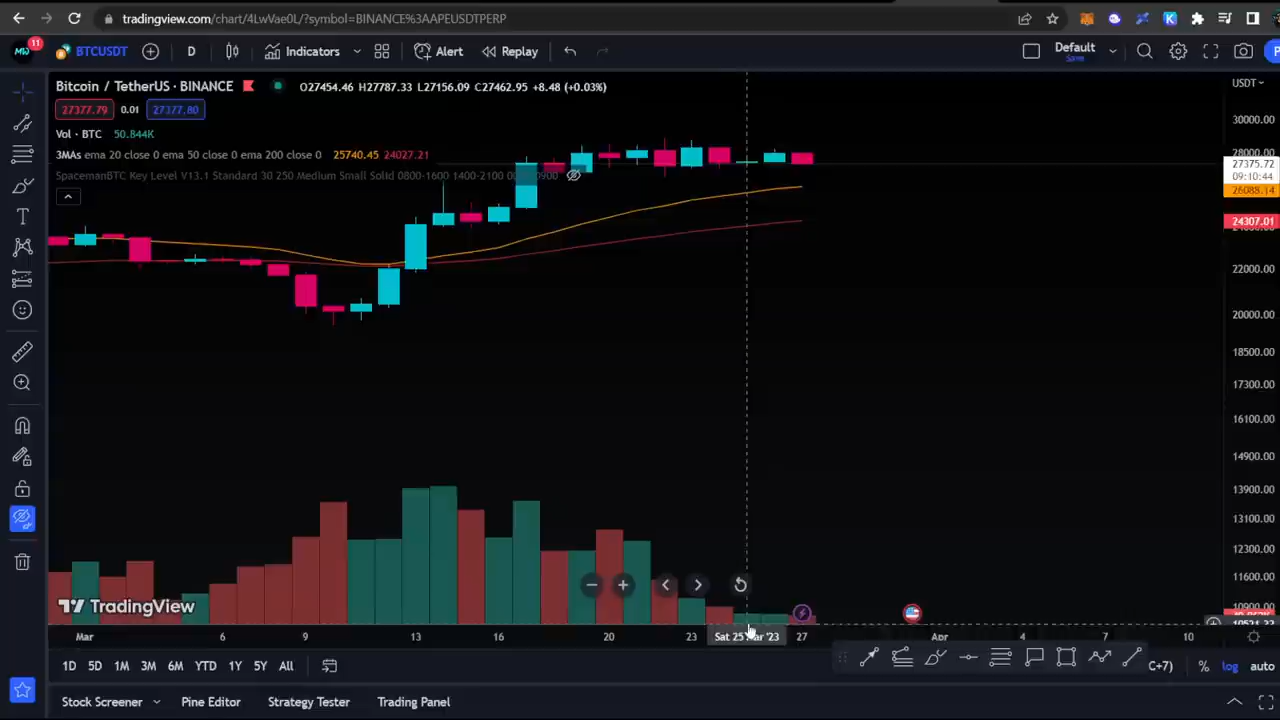 tradingview.com/chart/4LwVae0L/?symbol=BINANCE%3AAPEUSDTPERP
11
BTCUSDT
D
Indicators
Alert
Replay
Default
Save
Bitcoin / TetherUS · BINANCE
O27454.46 H27787.33 L27156.09 C27462.95 +8.48 (+0.03%)
USDT
27377.79
0.01
27377.80
Vol · BTC 50.844K
3MAs ema 20 close 0 ema 50 close 0 ema 200 close 0 25740.45 24027.21
SpacemanBTC Key Level V13.1 Standard 30 250 Medium Small Solid 0800-1600 1400-2100
30000.00
28000.00
27375.72
09:10:44
26088.14
24307.01
22000.00
20000.00
18500.00
17300.00
16100.00
14900.00
13900.00
13100.00
12300.00
11600.00
10900.00
TradingView
Mar
6
9
13
16
20
23
Sat 25 Mar '23
27
Apr
4
7
10
1D
5D
1M
3M
6M
YTD
1Y
5Y
All
C+7)
%
log
auto
Stock Screener
Pine Editor
Strategy Tester
Trading Panel